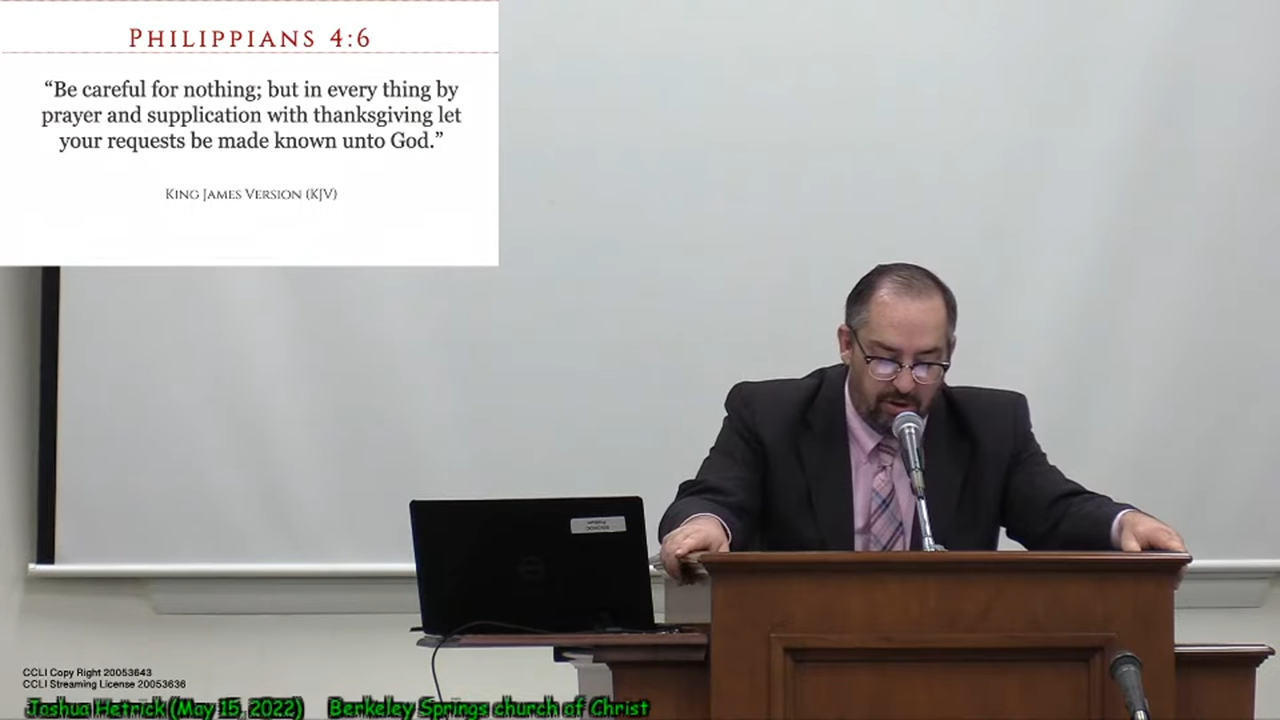 PHILIPPIANS 4:6
“Be careful for nothing; but in every thing by
prayer and supplication with thanksgiving let
your requests be made known unto God.”
KING JAMES VERSION (KJV)
CCLI Copy Right 20053643
CCLI Streaming License 20053636
Joshua Hetrick (May 15, 2022) Berkeley Springs church of Christ